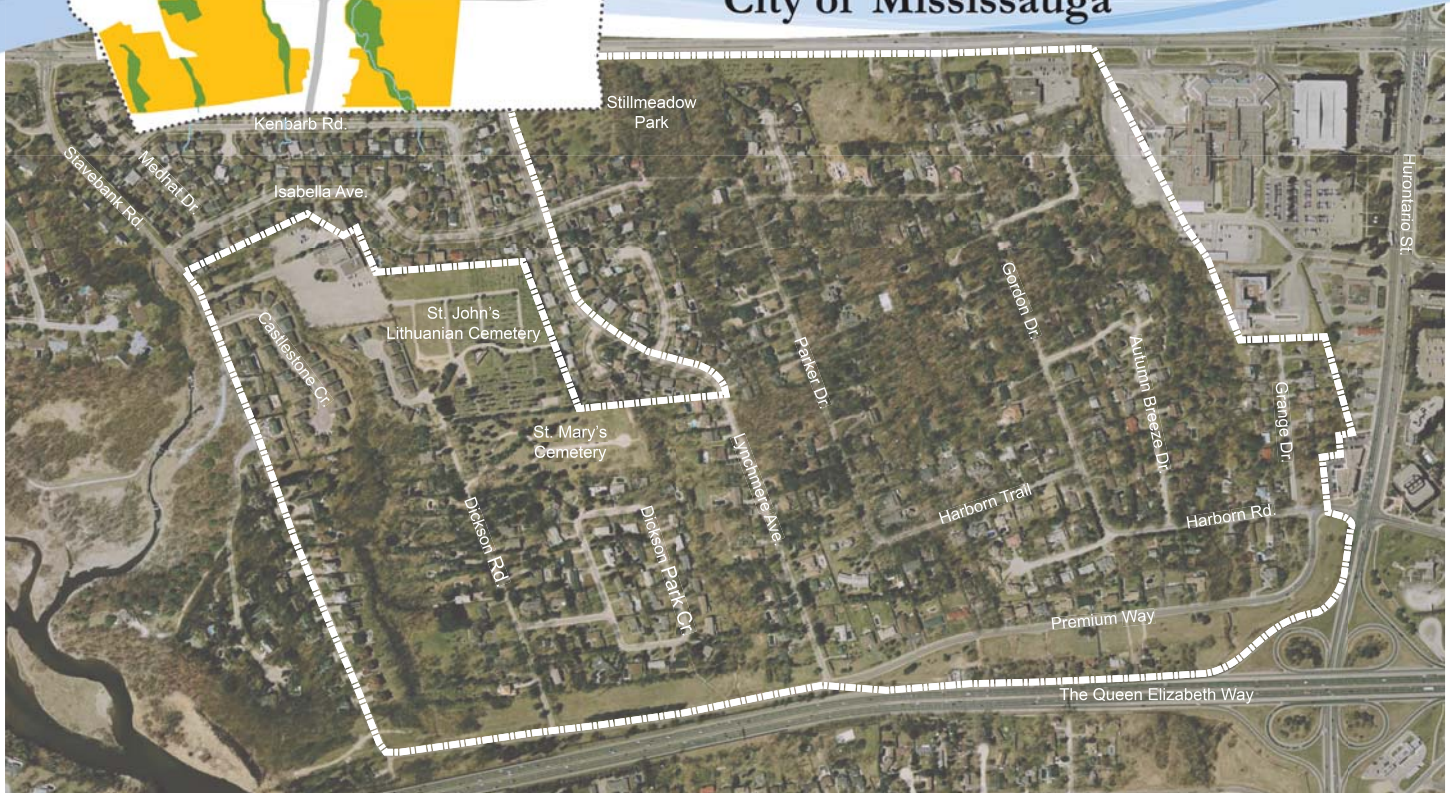 City of Mississauga
Stillmeadow
Park
Kenbarb Rd.
Stavebank Rd
Medhat Dr.
Isabella Ave.
Hurontario St.
St. John's
Lithuanian Cemetery
Castlestone Cr.
Gordon Dr.
Parker Dr.
Autumn Breeze Dr.
Grange Dr.
St. Mary's
Cemetery
Lynchmere Ave.
Dickson Rd.
Dickson Park Cr.
Harborn Trail
Harborn Rd.
Premium Way
The Queen Elizabeth Way